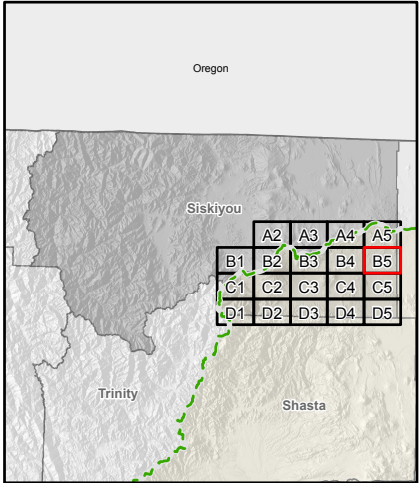 Oregon
Siskiyou
A2 A3 A4 A5
B1 B2 B3 B4 B5
C1 C2 C3 C4 C5
D1 D2 D3 D4 D5
Trinity
Shasta